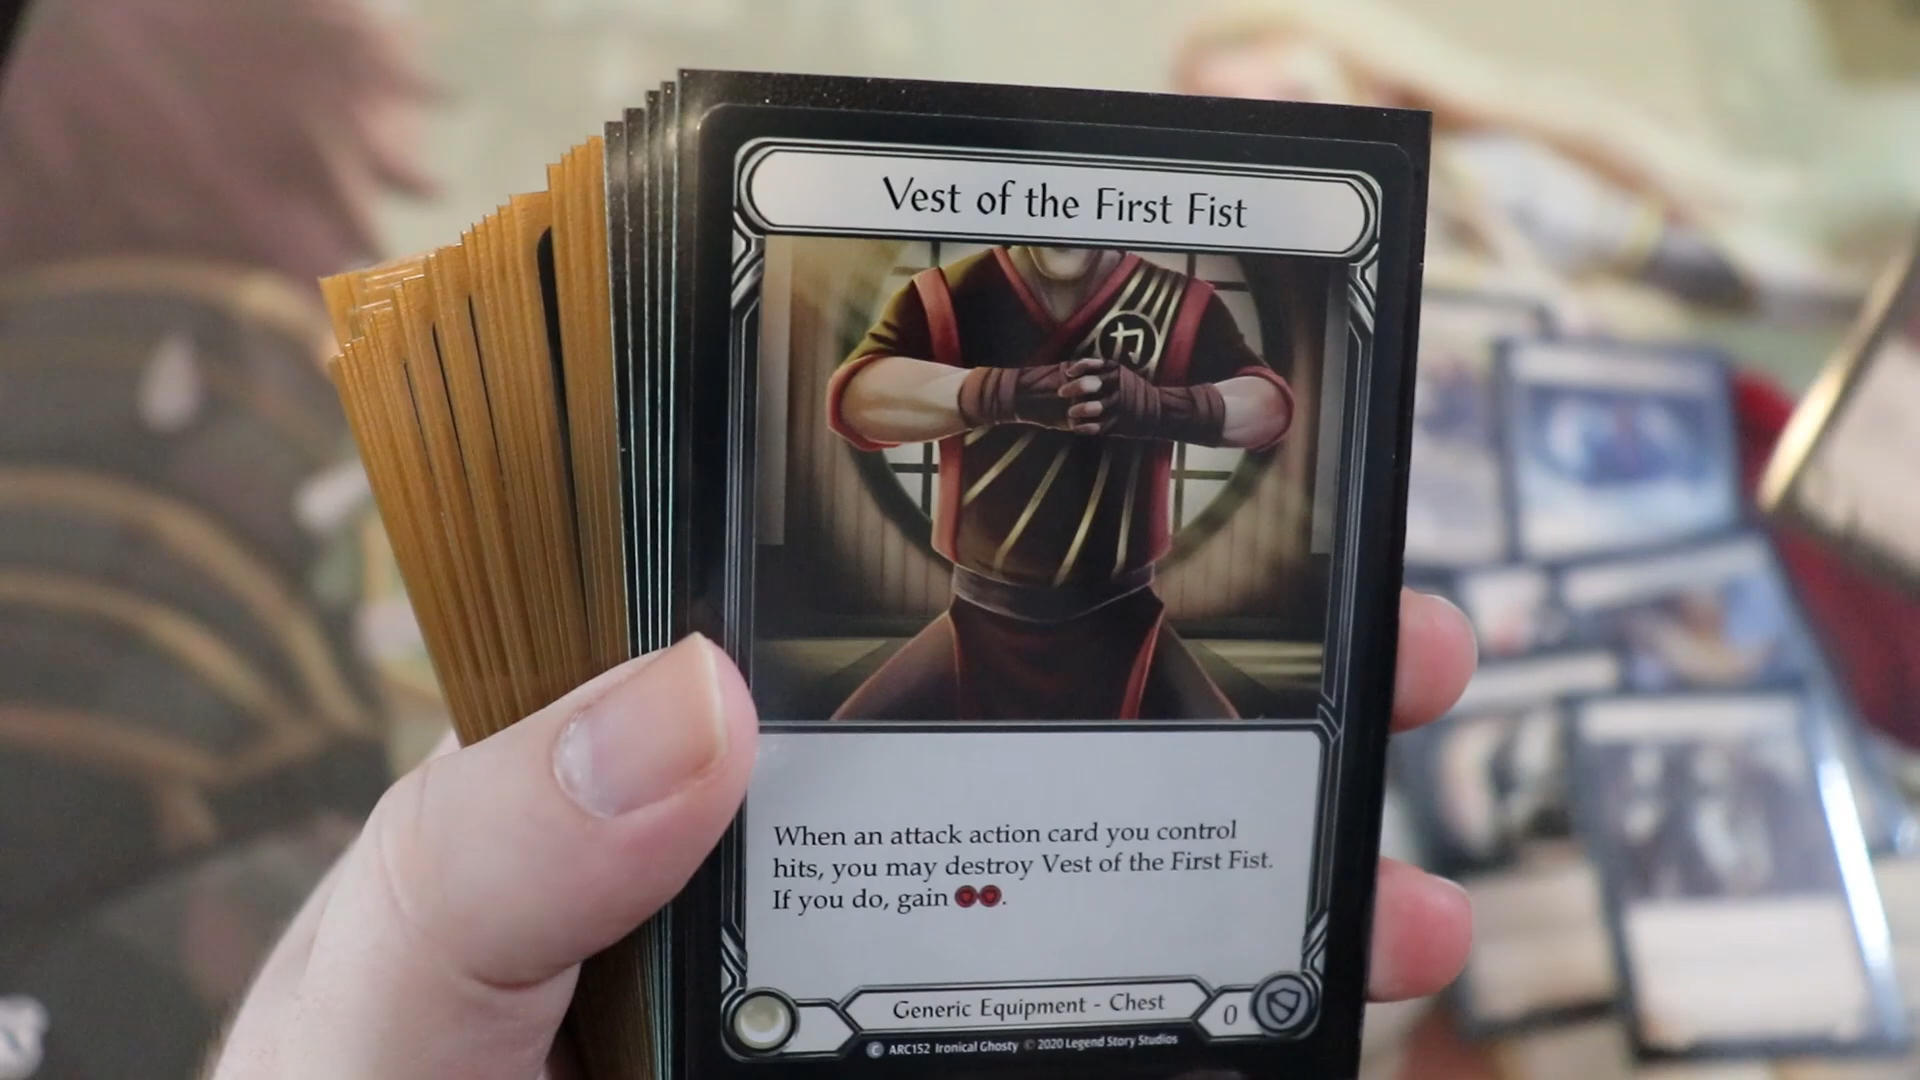 Vest of the First Fist
力
When an attack action card you control
hits, you may destroy Vest of the First Fist.
If you do, gain
.
Generic Equipment - Chest
0
C ARC152 Ironical Ghosty © 2020 Legend Story Studios